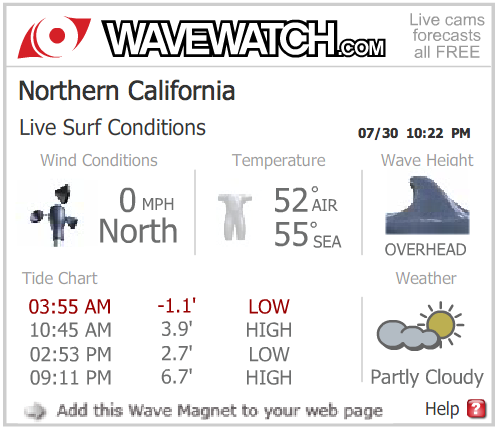 WAVEWATCH.COM
Live cams
forecasts
all FREE
Northern California
Live Surf Conditions
07/30 10:22 PM
Wind Conditions
0 MPH
North
Temperature
52° AIR
55° SEA
Wave Height
OVERHEAD
Tide Chart
03:55 AM -1.1' LOW
10:45 AM 3.9' HIGH
02:53 PM 2.7' LOW
09:11 PM 6.7' HIGH
Weather
Partly Cloudy
Add this Wave Magnet to your web page
Help ?